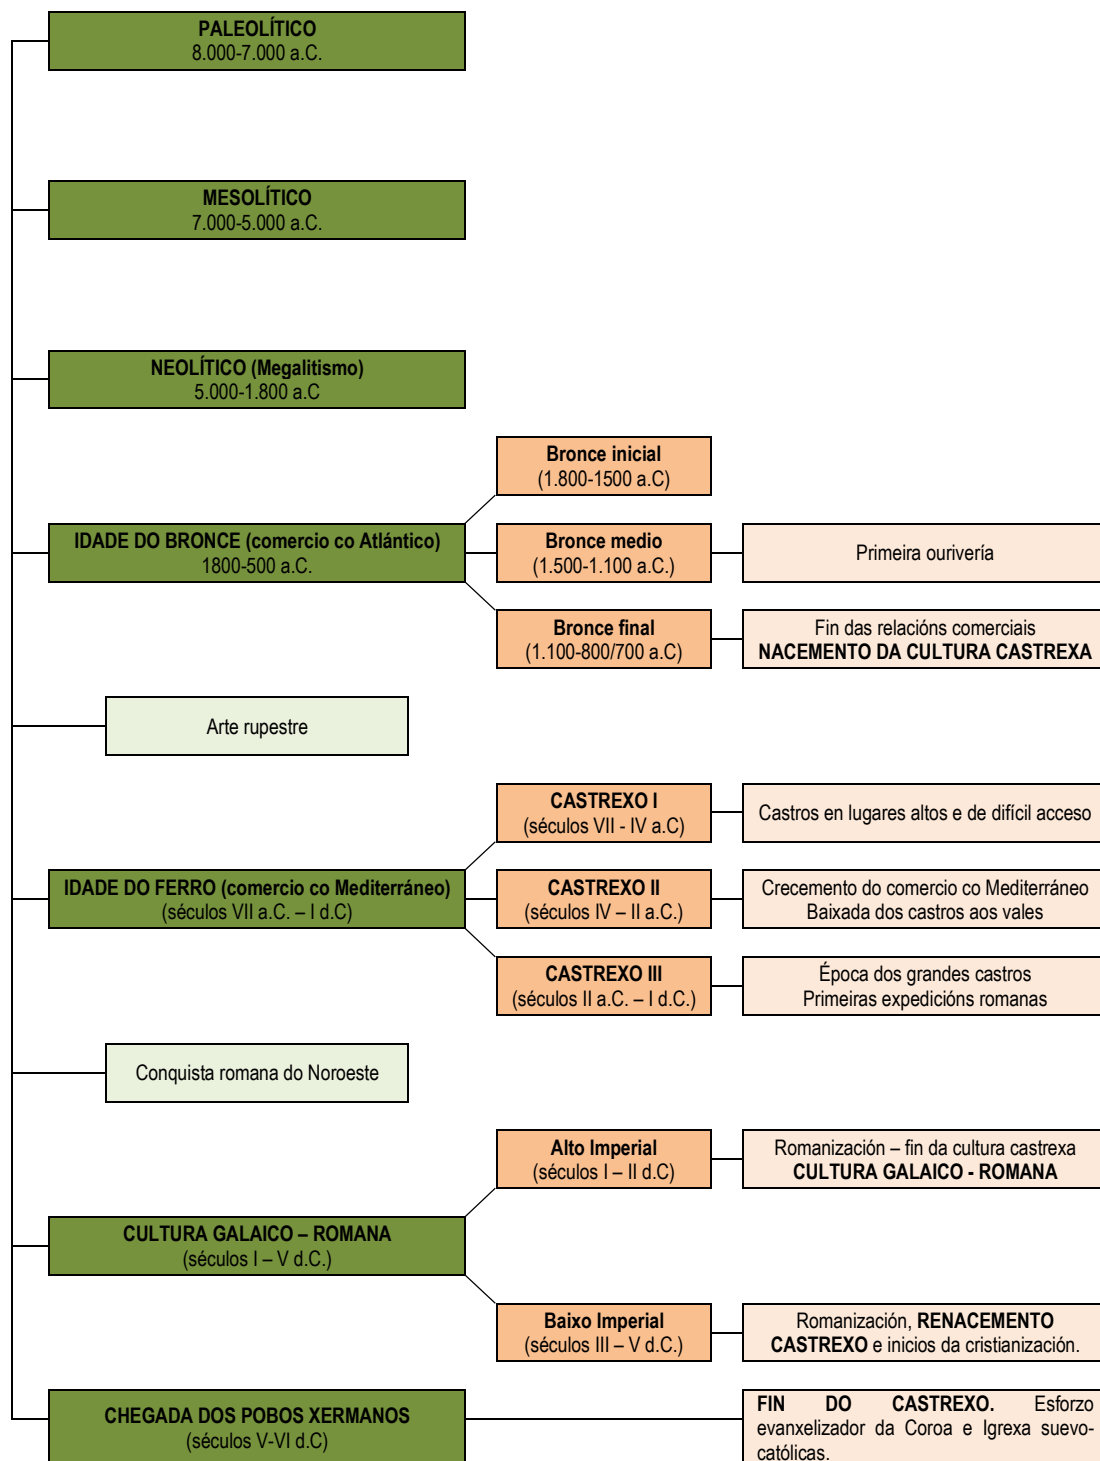 PALEOLÍTICO
8.000-7.000 a.C.
MESOLÍTICO
7.000-5.000 a.C.
NEOLÍTICO (Megalitismo)
5.000-1.800 a.C
Bronce inicial
(1.800-1500 a.C)
IDADE DO BRONCE (comercio co Atlántico)
1800-500 a.C.
Bronce medio
(1.500-1.100 a.C.)
Primeira ourivería
Bronce final
(1.100-800/700 a.C)
Fin das relacións comerciais
NACEMENTO DA CULTURA CASTREXA
Arte rupestre
CASTREXO I
(séculos VII - IV a.C)
Castros en lugares altos e de difícil acceso
IDADE DO FERRO (comercio co Mediterráneo)
(séculos VII a.C. – I d.C)
CASTREXO II
(séculos IV – II a.C.)
Crecemento do comercio co Mediterráneo
Baixada dos castros aos vales
CASTREXO III
(séculos II a.C. – I d.C.)
Época dos grandes castros
Primeiras expedicións romanas
Conquista romana do Noroeste
Alto Imperial
(séculos I – II d.C)
Romanización – fin da cultura castrexa
CULTURA GALAICO - ROMANA
CULTURA GALAICO – ROMANA
(séculos I – V d.C.)
Baixo Imperial
(séculos III – V d.C.)
Romanización, RENACEMENTO
CASTREXO e inicios da cristianización.
CHEGADA DOS POBOS XERMANOS
(séculos V-VI d.C)
FIN DO CASTREXO. Esforzo
evanxelizador da Coroa e Igrexa suevo-
católicas.